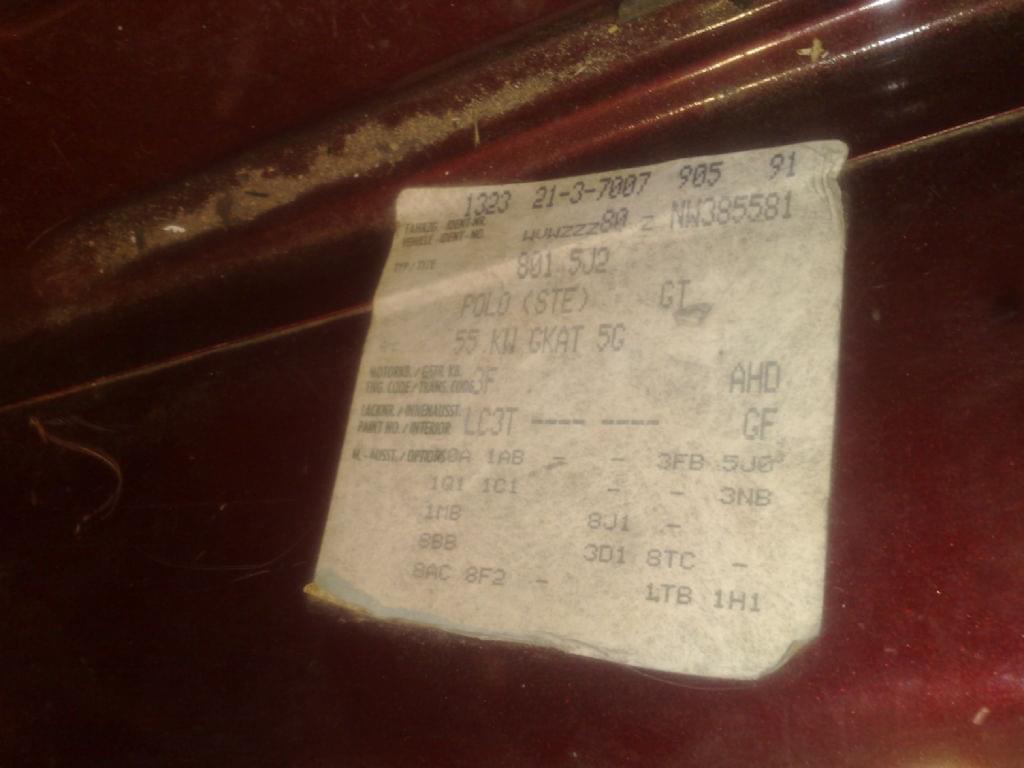 1323 21-3-7007 905 91
FAHRZG.-IDENT-NR.
VEHICLE-IDENT-NO. WVWZZZ80 Z NW385581
TYP/TYPE 801 5J2
POLO (STE) GT
55 KW GKAT 5G
MOTORKB./GETR.KB.
ENG.CODE/TRANS.CODE 3F AHD
LACKNR./INNENAUSST.
PAINT NO./INTERIOR LC3T ---- ---- GF
M.-AUSST./OPTIONS 0A 1AB - - 3FB 5J0
1Q1 1C1 - - 3NB
1MB 8J1 -
8BB 3D1 8TC -
8AC 8F2 - 1TB 1H1